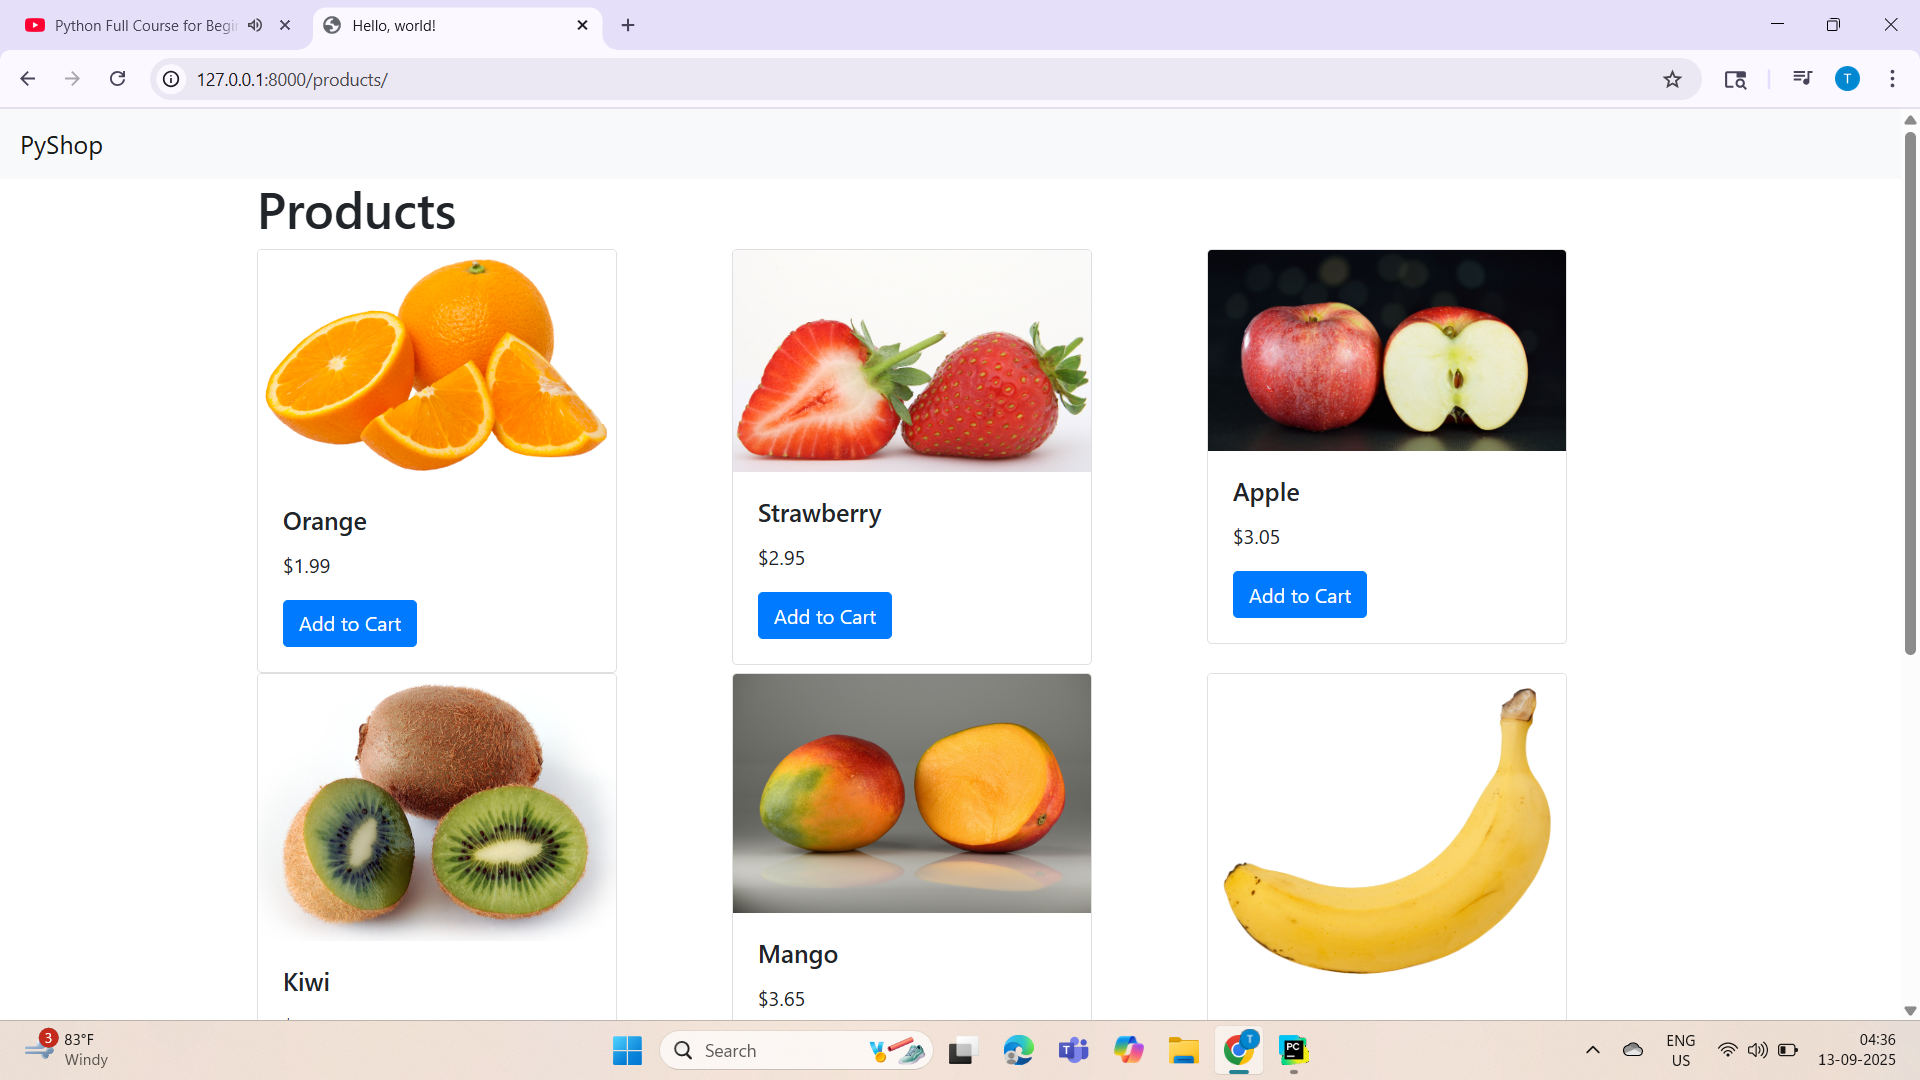 Python Full Course for Begi
Hello, world!
127.0.0.1:8000/products/
T
PyShop
Products
Orange
$1.99
Add to Cart
Strawberry
$2.95
Add to Cart
Apple
$3.05
Add to Cart
Kiwi
Mango
$3.65
3
83°F
Windy
Search
T
PC
ENG
US
04:36
13-09-2025